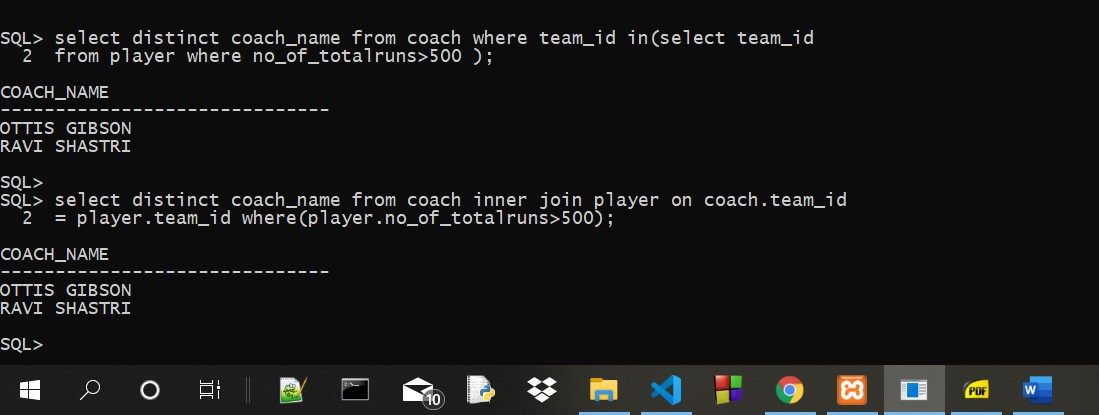 SQL> select distinct coach_name from coach where team_id in(select team_id
  2  from player where no_of_totalruns>500 );
COACH_NAME
------------------------------
OTTIS GIBSON
RAVI SHASTRI
SQL>
SQL> select distinct coach_name from coach inner join player on coach.team_id
  2  = player.team_id where(player.no_of_totalruns>500);
COACH_NAME
------------------------------
OTTIS GIBSON
RAVI SHASTRI
SQL>
10
PDF
W